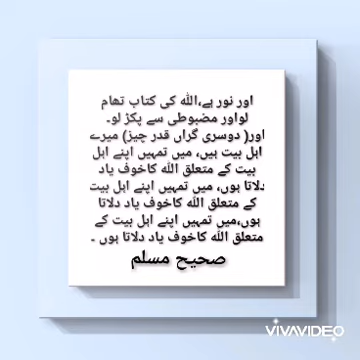 اور نور ہے،اللہ کی کتاب تھام
لواور مضبوطی سے پکڑ لو۔
اور( دوسری گراں قدر چیز) میرے
اہل بیت ہیں، میں تمہیں اپنے اہل
بیت کے متعلق اللہ کاخوف یاد
دلاتا ہوں، میں تمہیں اپنے اہل بیت
کے متعلق اللہ کاخوف یاد دلاتا
ہوں،میں تمہیں اپنے اہل بیت کے
متعلق اللہ کاخوف یاد دلاتا ہوں ۔
صحیح مسلم
VIVAVIDEO